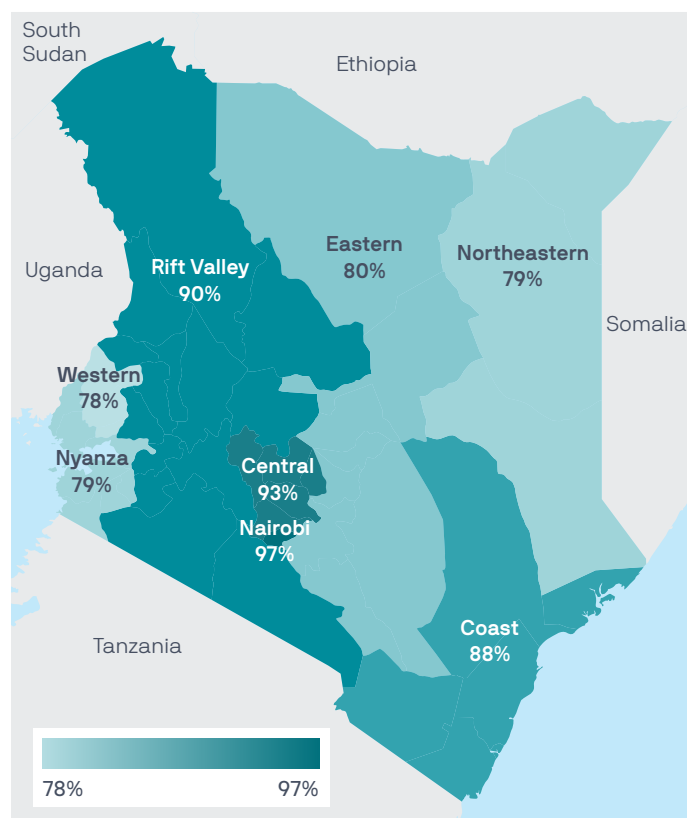 South
Sudan
Ethiopia
Eastern
80%
Northeastern
79%
Rift Valley
90%
Uganda
Somalia
Western
78%
Nyanza
79%
Central
93%
Nairobi
97%
Coast
88%
Tanzania
78%
97%